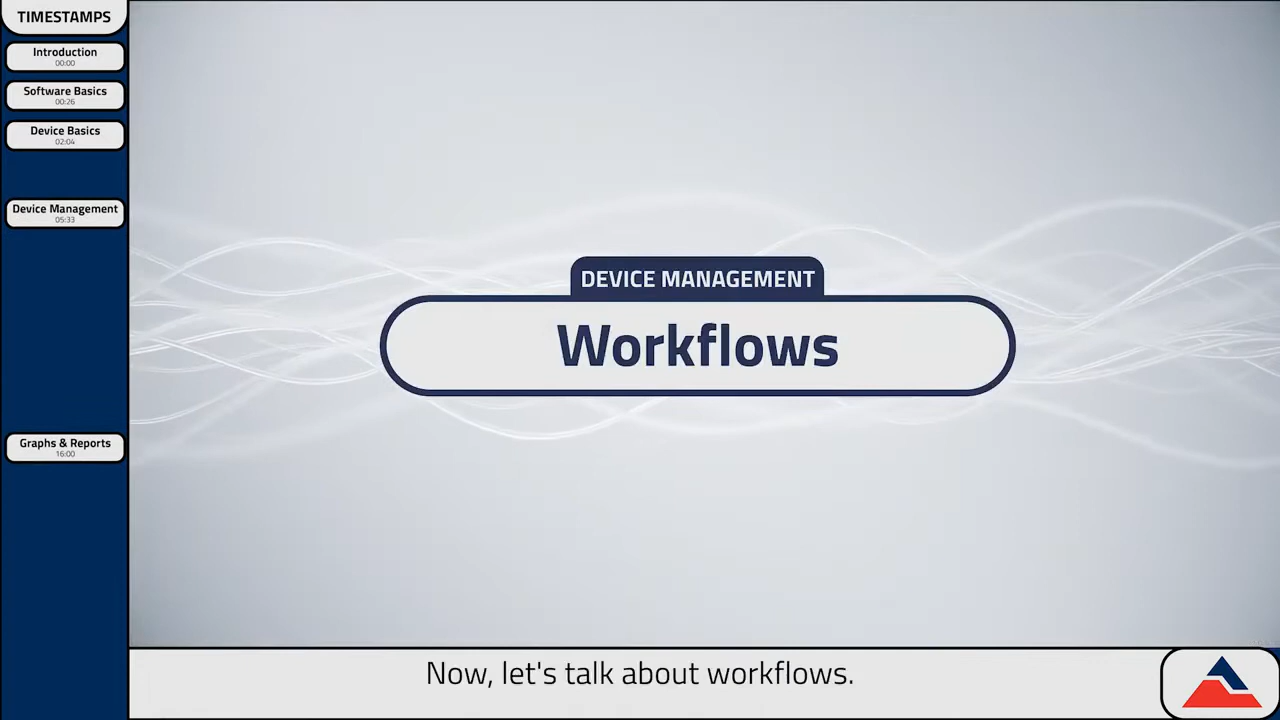 TIMESTAMPS
Introduction
00:00
Software Basics
00:26
Device Basics
02:04
Device Management
05:33
Graphs & Reports
16:00
DEVICE MANAGEMENT
Workflows
Now, let's talk about workflows.